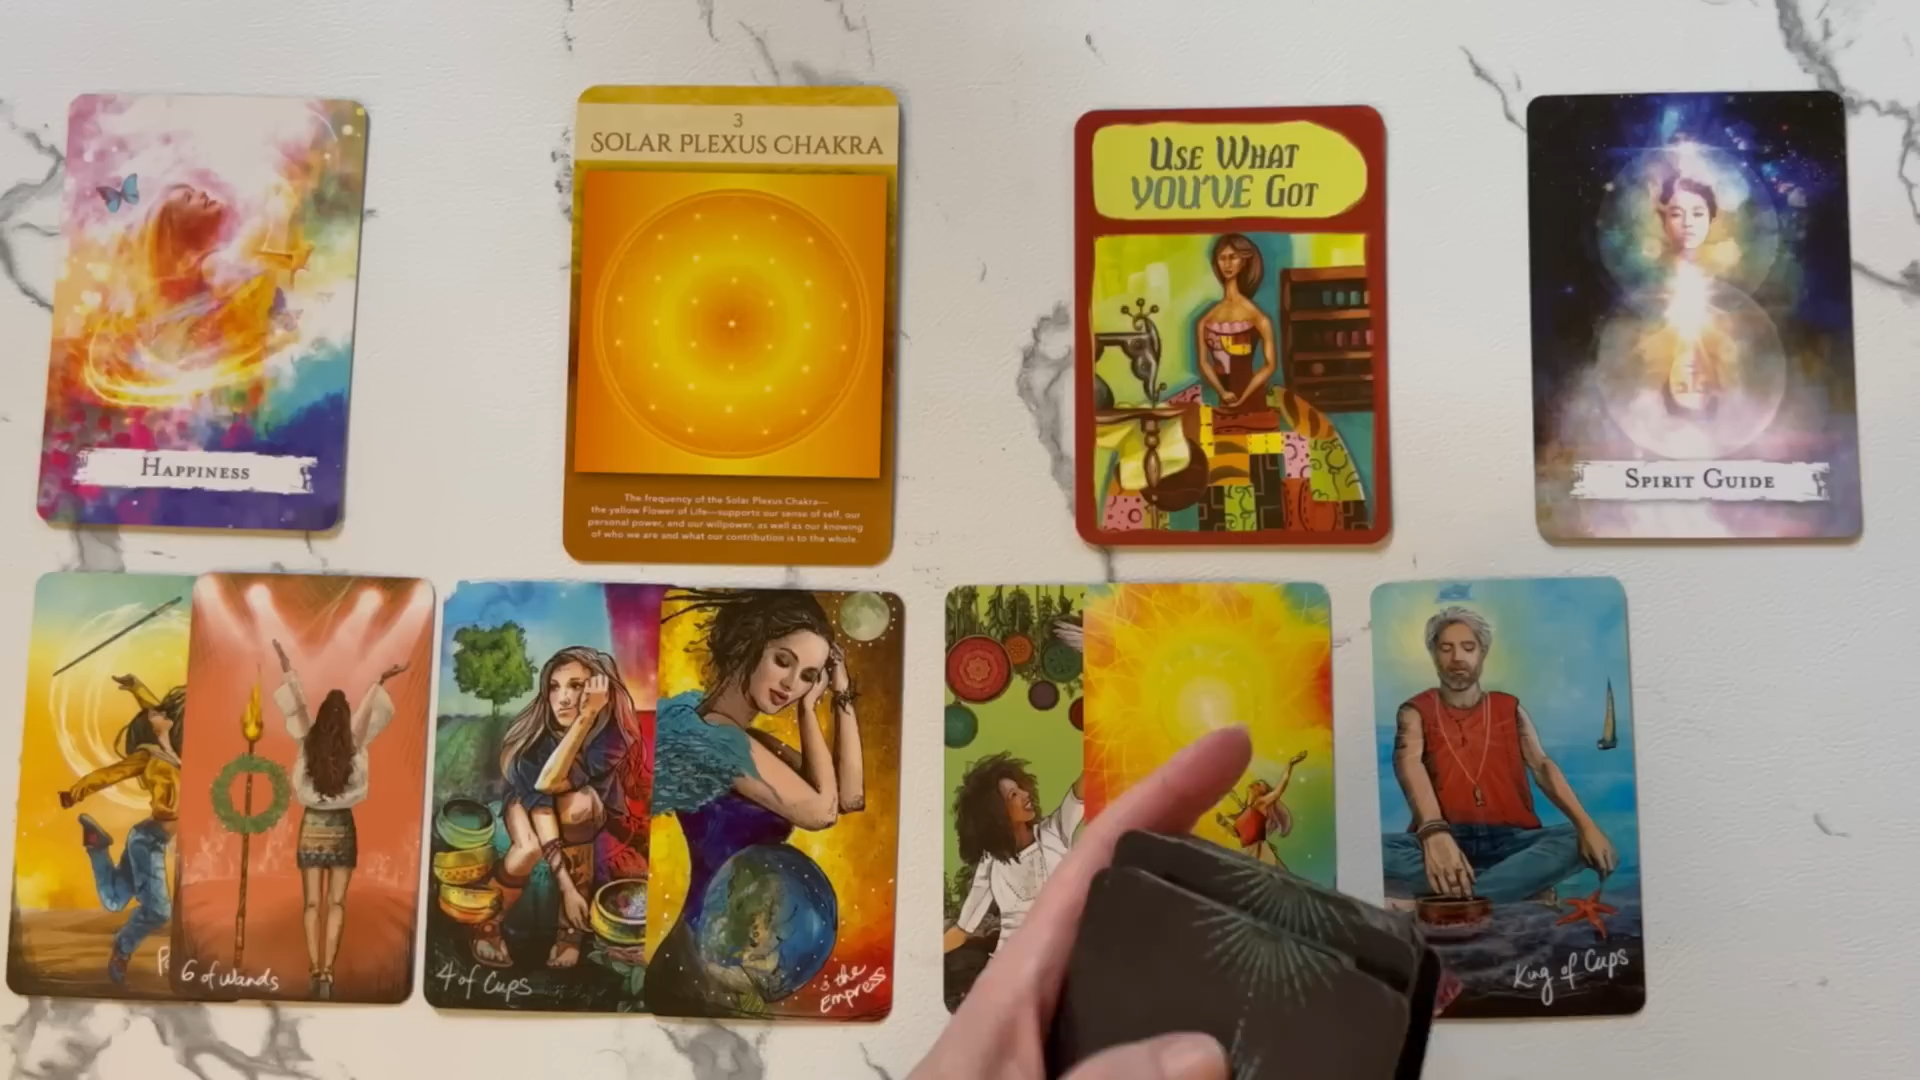 Happiness
3
Solar Plexus Chakra
The frequency of the Solar Plexus Chakra—
the yellow Flower of Life—supports our sense of self, our
personal power, and our willpower, as well as our knowing
of who we are and what our contribution is to the whole.
Use What
You've Got
Spirit Guide
6 of wands
4 of Cups
3 the
Empress
King of Cups